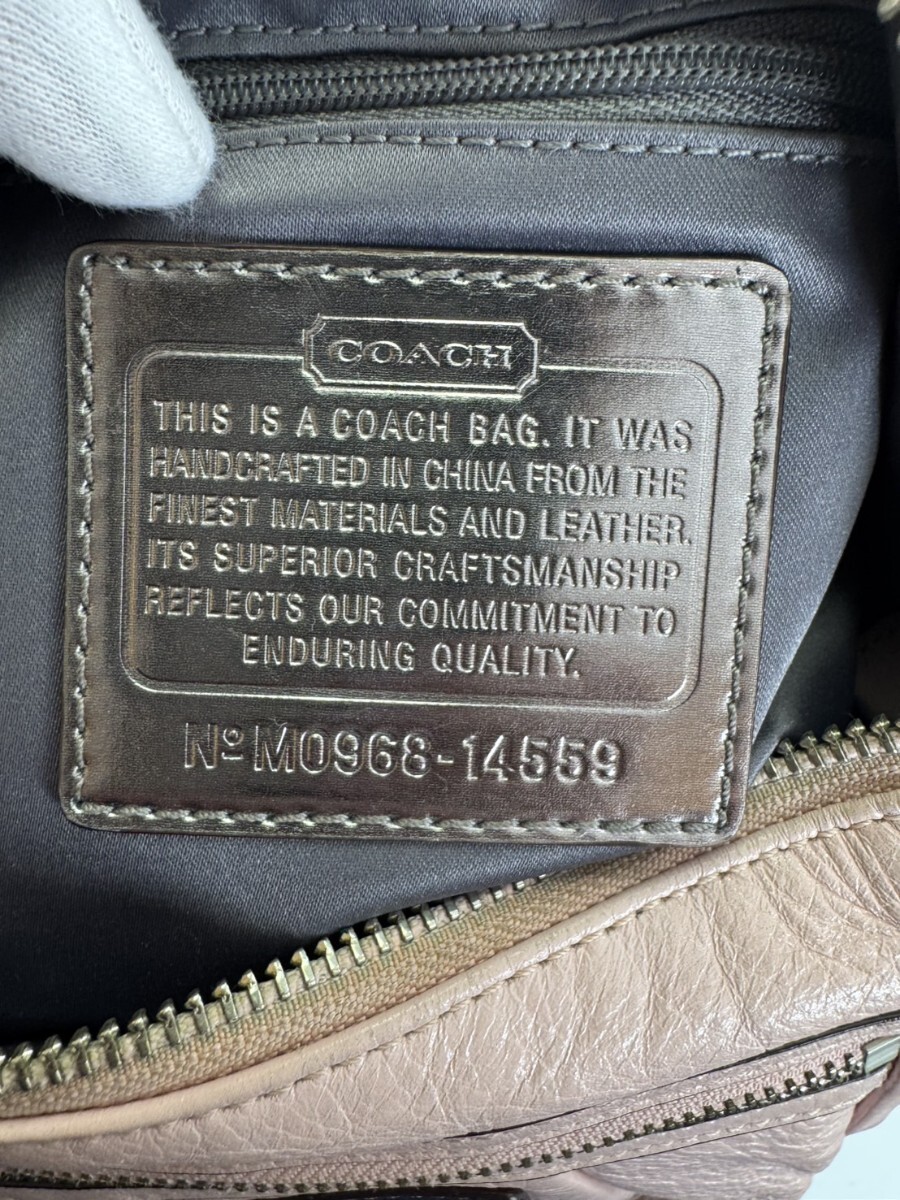 COACH
THIS IS A COACH BAG. IT WAS
HANDCRAFTED IN CHINA FROM THE
FINEST MATERIALS AND LEATHER.
ITS SUPERIOR CRAFTSMANSHIP
REFLECTS OUR COMMITMENT TO
ENDURING QUALITY.
Nº M0968-14559